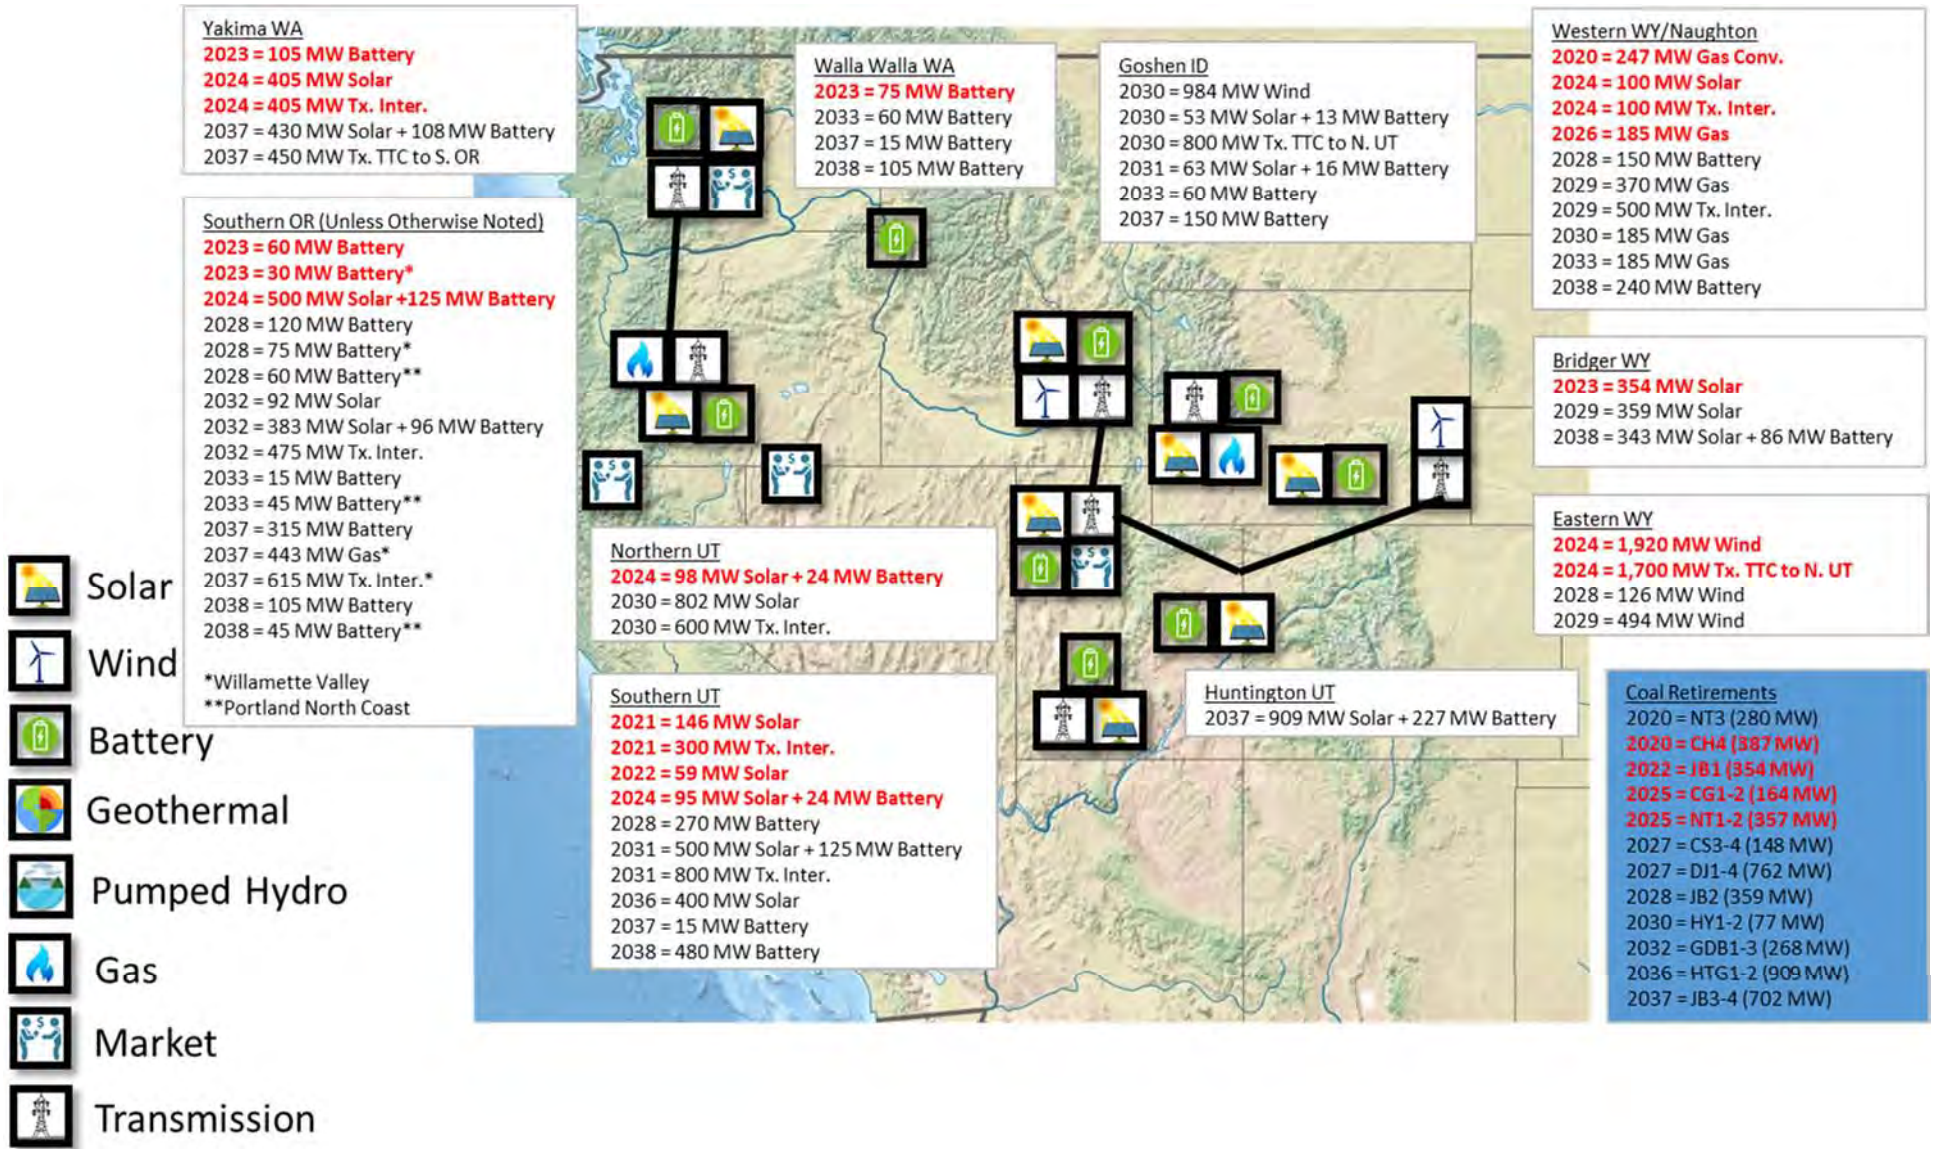 Yakima WA
2023 = 105 MW Battery
2024 = 405 MW Solar
2024 = 405 MW Tx. Inter.
2037 = 430 MW Solar + 108 MW Battery
2037 = 450 MW Tx. TTC to S. OR
Southern OR (Unless Otherwise Noted)
2023 = 60 MW Battery
2023 = 30 MW Battery*
2024 = 500 MW Solar +125 MW Battery
2028 = 120 MW Battery
2028 = 75 MW Battery*
2028 = 60 MW Battery**
2032 = 92 MW Solar
2032 = 383 MW Solar + 96 MW Battery
2032 = 475 MW Tx. Inter.
2033 = 15 MW Battery
2033 = 45 MW Battery**
2037 = 315 MW Battery
2037 = 443 MW Gas*
2037 = 615 MW Tx. Inter.*
2038 = 105 MW Battery
2038 = 45 MW Battery**
*Willamette Valley
**Portland North Coast
Walla Walla WA
2023 = 75 MW Battery
2033 = 60 MW Battery
2037 = 15 MW Battery
2038 = 105 MW Battery
Goshen ID
2030 = 984 MW Wind
2030 = 53 MW Solar + 13 MW Battery
2030 = 800 MW Tx. TTC to N. UT
2031 = 63 MW Solar + 16 MW Battery
2033 = 60 MW Battery
2037 = 150 MW Battery
Western WY/Naughton
2020 = 247 MW Gas Conv.
2024 = 100 MW Solar
2024 = 100 MW Tx. Inter.
2026 = 185 MW Gas
2028 = 150 MW Battery
2029 = 370 MW Gas
2029 = 500 MW Tx. Inter.
2030 = 185 MW Gas
2033 = 185 MW Gas
2038 = 240 MW Battery
Bridger WY
2023 = 354 MW Solar
2029 = 359 MW Solar
2038 = 343 MW Solar + 86 MW Battery
Eastern WY
2024 = 1,920 MW Wind
2024 = 1,700 MW Tx. TTC to N. UT
2028 = 126 MW Wind
2029 = 494 MW Wind
Northern UT
2024 = 98 MW Solar + 24 MW Battery
2030 = 802 MW Solar
2030 = 600 MW Tx. Inter.
Southern UT
2021 = 146 MW Solar
2021 = 300 MW Tx. Inter.
2022 = 59 MW Solar
2024 = 95 MW Solar + 24 MW Battery
2028 = 270 MW Battery
2031 = 500 MW Solar + 125 MW Battery
2031 = 800 MW Tx. Inter.
2036 = 400 MW Solar
2037 = 15 MW Battery
2038 = 480 MW Battery
Huntington UT
2037 = 909 MW Solar + 227 MW Battery
Coal Retirements
2020 = NT3 (280 MW)
2020 = CH4 (387 MW)
2022 = JB1 (354 MW)
2025 = CG1-2 (164 MW)
2025 = NT1-2 (357 MW)
2027 = CS3-4 (148 MW)
2027 = DJ1-4 (762 MW)
2028 = JB2 (359 MW)
2030 = HY1-2 (77 MW)
2032 = GDB1-3 (268 MW)
2036 = HTG1-2 (909 MW)
2037 = JB3-4 (702 MW)
Solar
Wind
Battery
Geothermal
Pumped Hydro
Gas
Market
Transmission